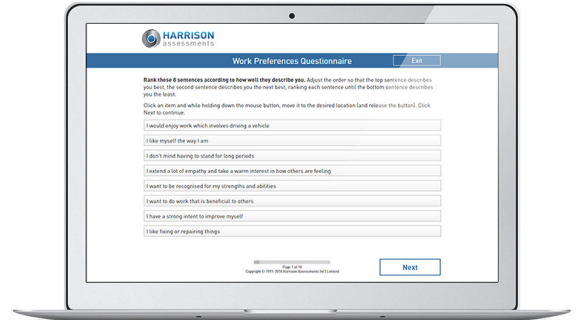 HARRISON
assessments
Work Preferences Questionnaire
Exit
Rank these 8 sentences according to how well they describe you. Adjust the order so that the top sentence describes
you best, the second sentence describes you the next best, ranking each sentence until the bottom sentence describes
you the least.
Click an item and while holding down the mouse button, move it to the desired location (and release the button). Click
Next to continue.
I would enjoy work which involves driving a vehicle
I like myself the way I am
I don't mind having to stand for long periods
I extend a lot of empathy and take a warm interest in how others are feeling
I want to be recognised for my strengths and abilities
I want to do work that is beneficial to others
I have a strong intent to improve myself
I like fixing or repairing things
Page 1 of 16
Copyright © 1991-2016 Harrison Assessments Int'l Limited
Next